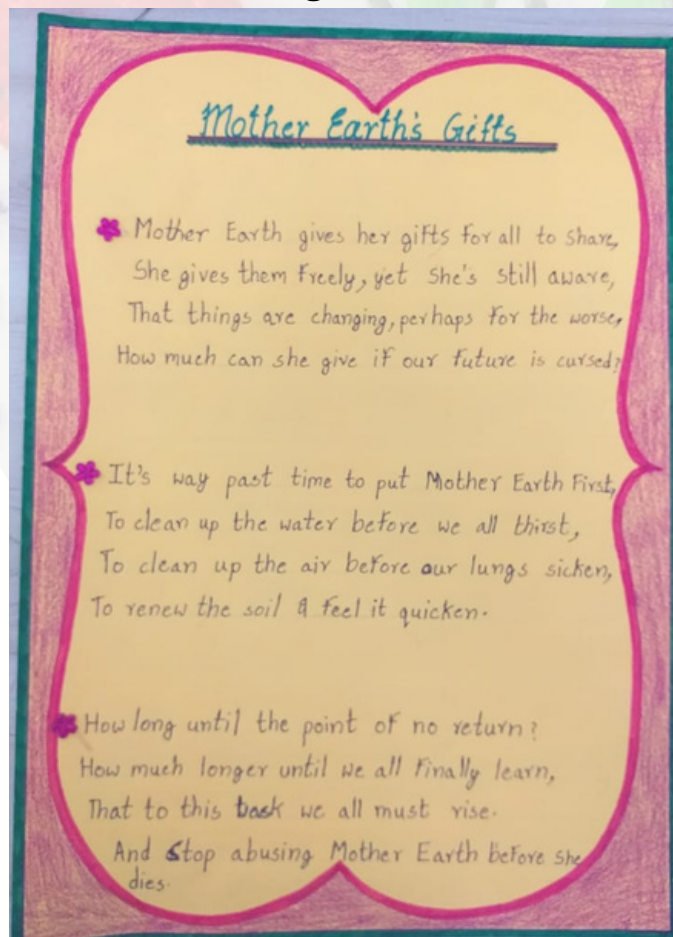 Mother Earth's Gifts
Mother Earth gives her gifts for all to share,
She gives them freely, yet she's still aware,
That things are changing, perhaps for the worse,
How much can she give if our future is cursed?
It's way past time to put Mother Earth First,
To clean up the water before we all thirst,
To clean up the air before our lungs sicken,
To renew the soil & feel it quicken.
How long until the point of no return?
How much longer until we all finally learn,
That to this task we all must rise.
And Stop abusing Mother Earth before she
dies.